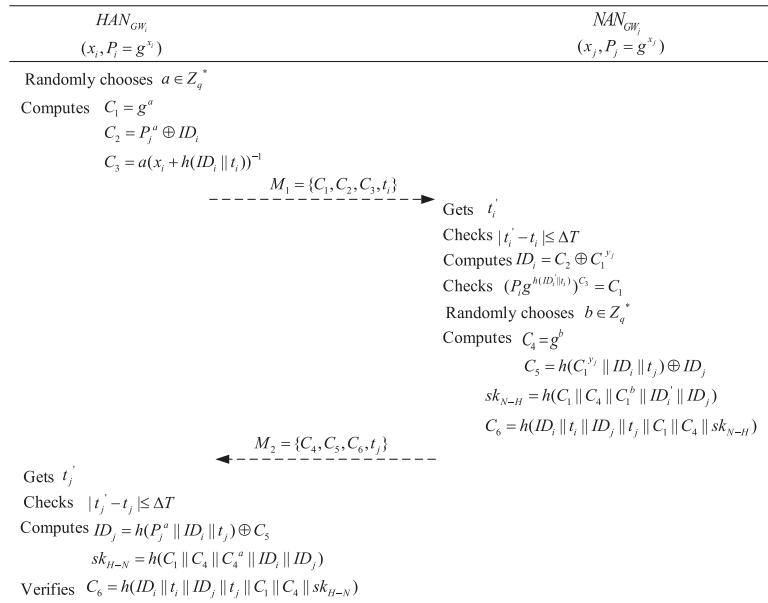 HAN_{GW_i}
(x_i, P_i = g^{x_i})
NAN_{GW_j}
(x_j, P_j = g^{x_j})
Randomly chooses a ∈ Z_q^*
Computes C_1 = g^a
C_2 = P_j^a ⊕ ID_i
C_3 = a(x_i + h(ID_i || t_i))^{-1}
M_1 = {C_1, C_2, C_3, t_i}
Gets t_i^'
Checks | t_i^' − t_i | ≤ ΔT
Computes ID_i = C_2 ⊕ C_1^{y_j}
Checks (P_i g^{h(ID_i^' || t_i)})^{C_3} = C_1
Randomly chooses b ∈ Z_q^*
Computes C_4 = g^b
C_5 = h(C_1^{y_j} || ID_i || t_j) ⊕ ID_j
sk_{N−H} = h(C_1 || C_4 || C_1^b || ID_i^' || ID_j)
C_6 = h(ID_i || t_i || ID_j || t_j || C_1 || C_4 || sk_{N−H})
M_2 = {C_4, C_5, C_6, t_j}
Gets t_j^'
Checks | t_j^' − t_j | ≤ ΔT
Computes ID_j = h(P_j^a || ID_i || t_j) ⊕ C_5
sk_{H−N} = h(C_1 || C_4 || C_4^a || ID_i || ID_j)
Verifies C_6 = h(ID_i || t_i || ID_j || t_j || C_1 || C_4 || sk_{H−N})